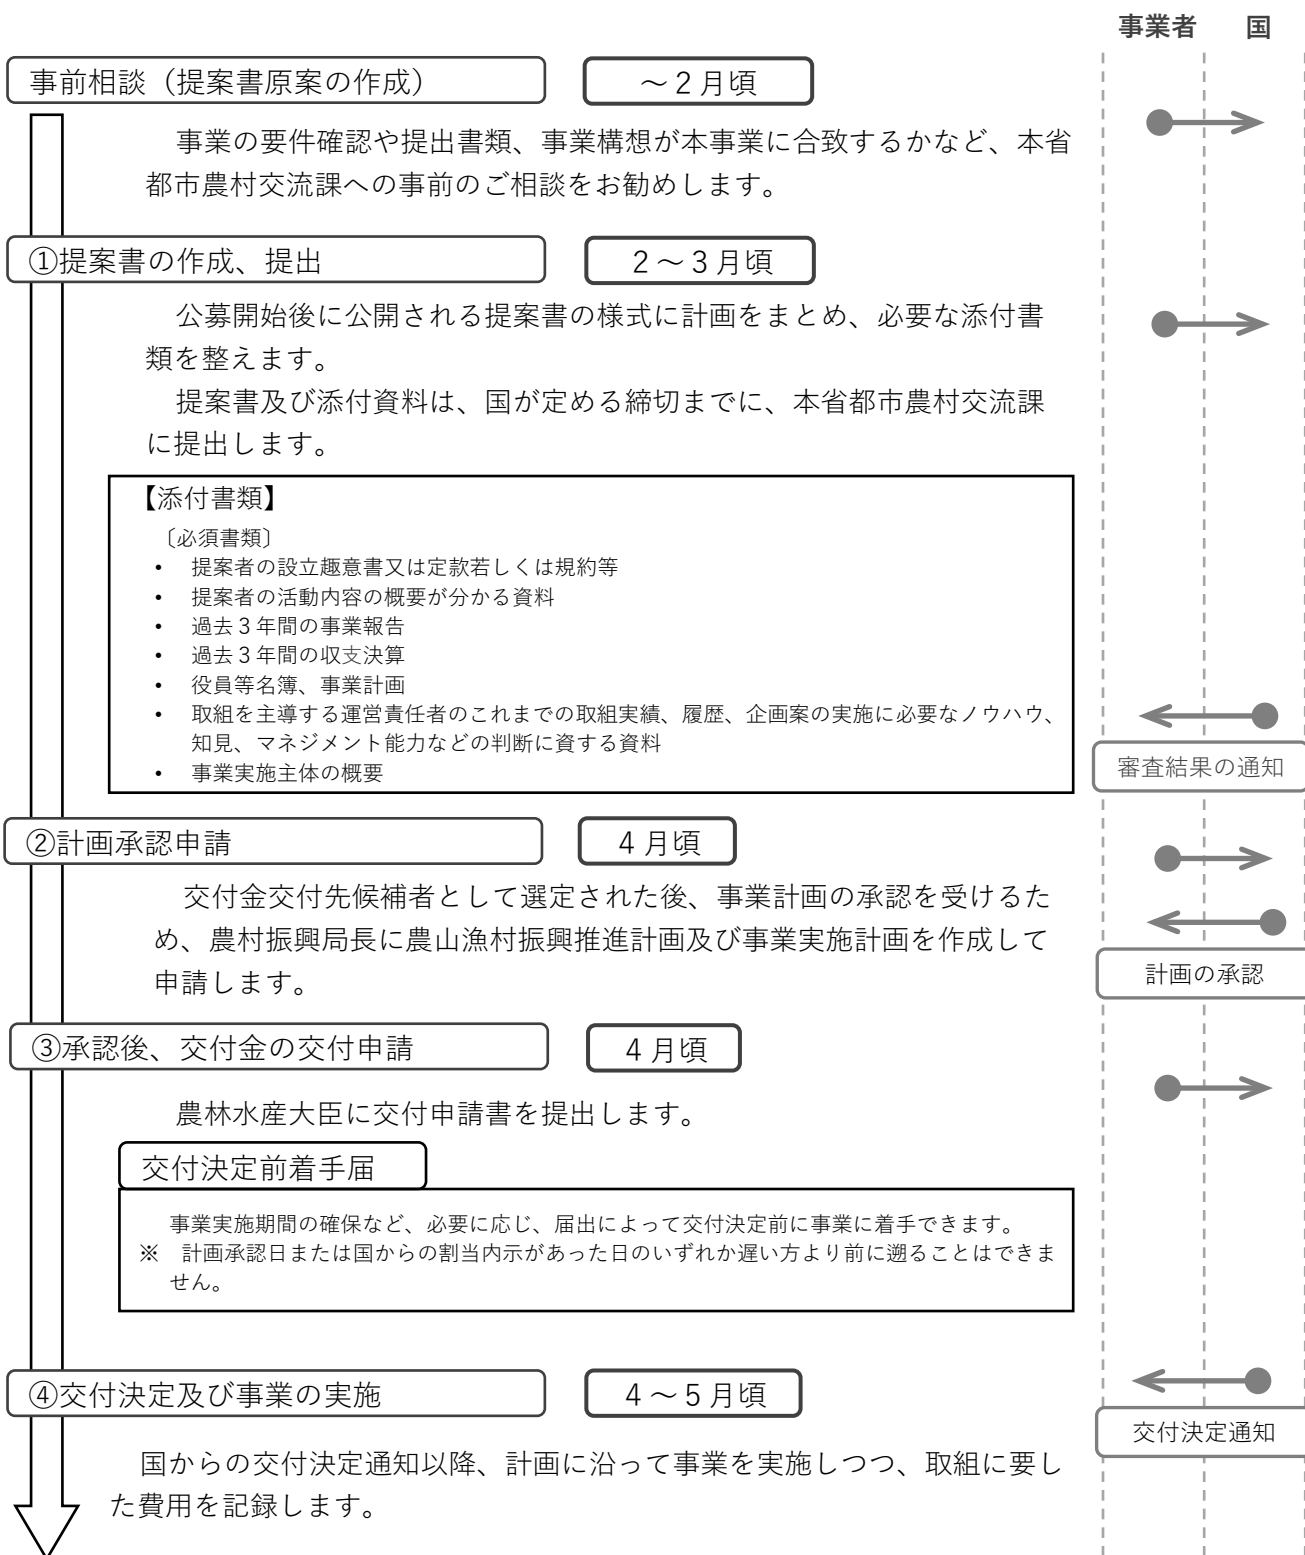 事業者 国
事前相談（提案書原案の作成） ～２月頃
事業の要件確認や提出書類、事業構想が本事業に合致するかなど、本省
都市農村交流課への事前のご相談をお勧めします。
①提案書の作成、提出 ２～３月頃
公募開始後に公開される提案書の様式に計画をまとめ、必要な添付書
類を整えます。
提案書及び添付資料は、国が定める締切までに、本省都市農村交流課
に提出します。
【添付書類】
〔必須書類〕
• 提案者の設立趣意書又は定款若しくは規約等
• 提案者の活動内容の概要が分かる資料
• 過去３年間の事業報告
• 過去３年間の収支決算
• 役員等名簿、事業計画
• 取組を主導する運営責任者のこれまでの取組実績、履歴、企画案の実施に必要なノウハウ、
知見、マネジメント能力などの判断に資する資料
• 事業実施主体の概要
審査結果の通知
②計画承認申請 ４月頃
交付金交付先候補者として選定された後、事業計画の承認を受けるた
め、農村振興局長に農山漁村振興推進計画及び事業実施計画を作成して
申請します。
計画の承認
③承認後、交付金の交付申請 ４月頃
農林水産大臣に交付申請書を提出します。
交付決定前着手届
事業実施期間の確保など、必要に応じ、届出によって交付決定前に事業に着手できます。
※ 計画承認日または国からの割当内示があった日のいずれか遅い方より前に遡ることはできま
せん。
④交付決定及び事業の実施 ４～５月頃
交付決定通知
国からの交付決定通知以降、計画に沿って事業を実施しつつ、取組に要し
た費用を記録します。